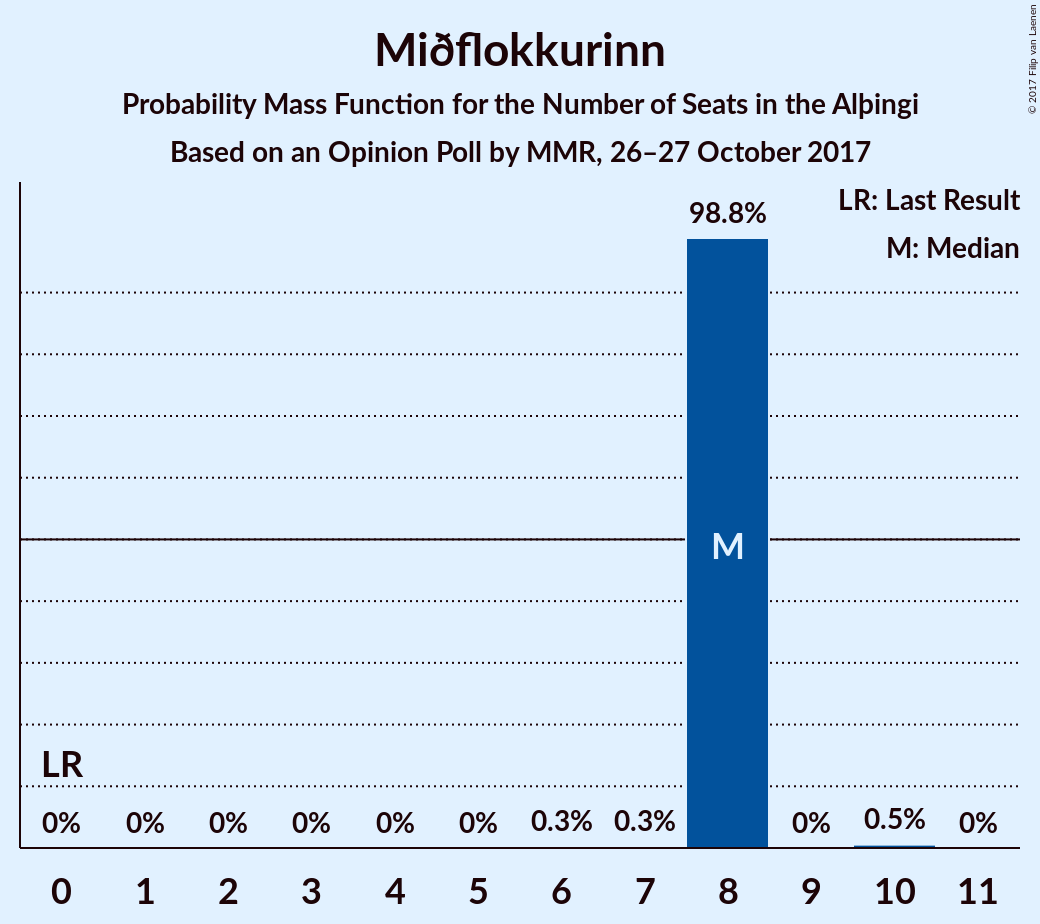 Miðflokkurinn
Probability Mass Function for the Number of Seats in the Alþingi
Based on an Opinion Poll by MMR, 26–27 October 2017
© 2017 Filip van Laenen
LR: Last Result
M: Median
98.8%
M
LR
0% 0% 0% 0% 0% 0% 0.3% 0.3% 0% 0.5% 0%
0 1 2 3 4 5 6 7 8 9 10 11